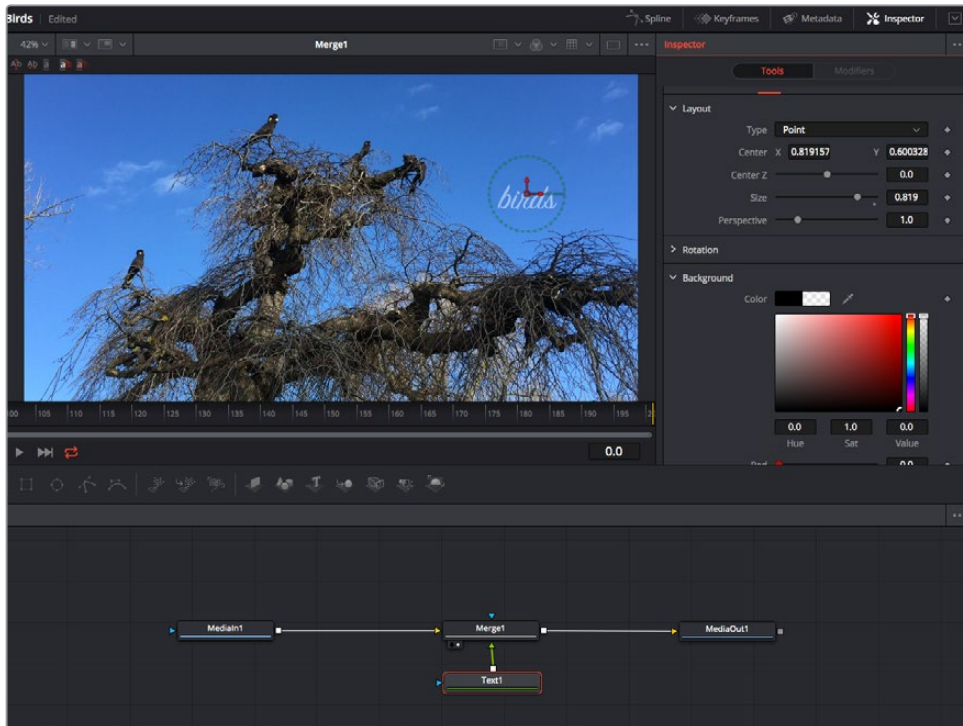 Birds Edited Spline Keyframes Metadata Inspector
42% Merge1 Inspector
Ab Ab a a a
Tools Modifiers
Layout
Type Point
Center X 0.819157 Y 0.600328
Center Z 0.0
Size 0.819
Perspective 1.0
birds
Rotation
Background
Color
105 110 115 120 125 130 135 140 145 150 155 160 165 170 175 180 185 190 195
0.0 1.0 0.0
Hue Sat Value
0.0
T
MediaIn1 Merge1 MediaOut1
Text1